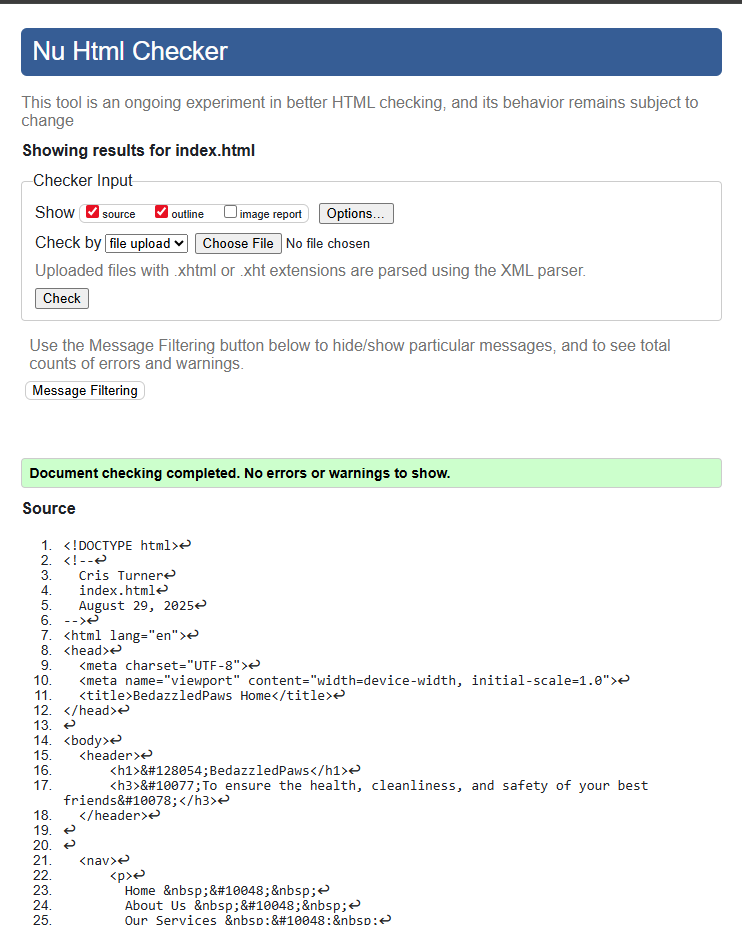 Nu Html Checker
This tool is an ongoing experiment in better HTML checking, and its behavior remains subject to
change
Showing results for index.html
Checker Input
Show source outline image report Options...
Check by file upload Choose File No file chosen
Uploaded files with .xhtml or .xht extensions are parsed using the XML parser.
Check
Use the Message Filtering button below to hide/show particular messages, and to see total
counts of errors and warnings.
Message Filtering
Document checking completed. No errors or warnings to show.
Source
1. <!DOCTYPE html>↩
2. <!--↩
3. Cris Turner↩
4. index.html↩
5. August 29, 2025↩
6. -->↩
7. <html lang="en">↩
8. <head>↩
9. <meta charset="UTF-8">↩
10. <meta name="viewport" content="width=device-width, initial-scale=1.0">↩
11. <title>BedazzledPaws Home</title>↩
12. </head>↩
13. ↩
14. <body>↩
15. <header>↩
16. <h1>&#128054;BedazzledPaws</h1>↩
17. <h3>&#10077;To ensure the health, cleanliness, and safety of your best
friends&#10078;</h3>↩
18. </header>↩
19. ↩
20. ↩
21. <nav>↩
22. <p>↩
23. Home &nbsp;&#10048;&nbsp;↩
24. About Us &nbsp;&#10048;&nbsp;↩
25. Our Services &nbsp;&#10048;&nbsp;↩